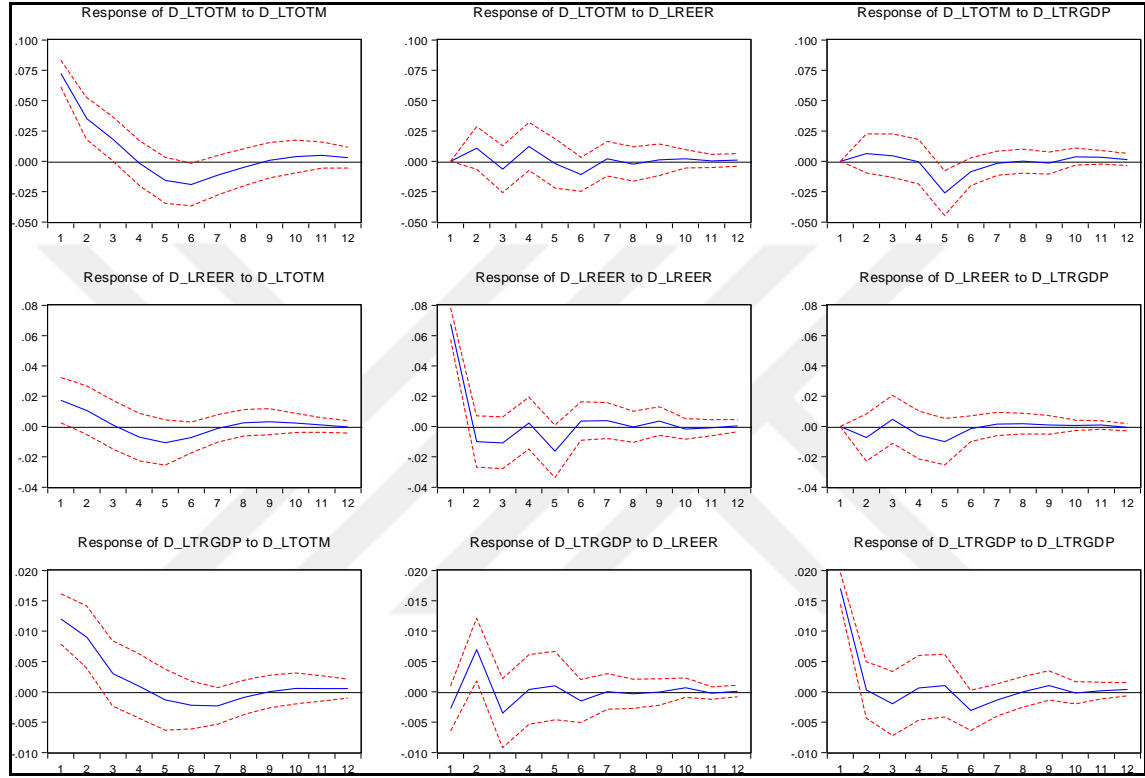 Response of D_LTOTM to D_LTOTM
Response of D_LTOTM to D_LREER
Response of D_LTOTM to D_LTRGDP
.100 .100 .100
.075 .075 .075
.050 .050 .050
.025 .025 .025
.000 .000 .000
-.025 -.025 -.025
-.050 -.050 -.050
1 2 3 4 5 6 7 8 9 10 11 12
1 2 3 4 5 6 7 8 9 10 11 12
1 2 3 4 5 6 7 8 9 10 11 12
Response of D_LREER to D_LTOTM
Response of D_LREER to D_LREER
Response of D_LREER to D_LTRGDP
.08 .08 .08
.06 .06 .06
.04 .04 .04
.02 .02 .02
.00 .00 .00
-.02 -.02 -.02
-.04 -.04 -.04
1 2 3 4 5 6 7 8 9 10 11 12
1 2 3 4 5 6 7 8 9 10 11 12
1 2 3 4 5 6 7 8 9 10 11 12
Response of D_LTRGDP to D_LTOTM
Response of D_LTRGDP to D_LREER
Response of D_LTRGDP to D_LTRGDP
.020 .020 .020
.015 .015 .015
.010 .010 .010
.005 .005 .005
.000 .000 .000
-.005 -.005 -.005
-.010 -.010 -.010
1 2 3 4 5 6 7 8 9 10 11 12
1 2 3 4 5 6 7 8 9 10 11 12
1 2 3 4 5 6 7 8 9 10 11 12